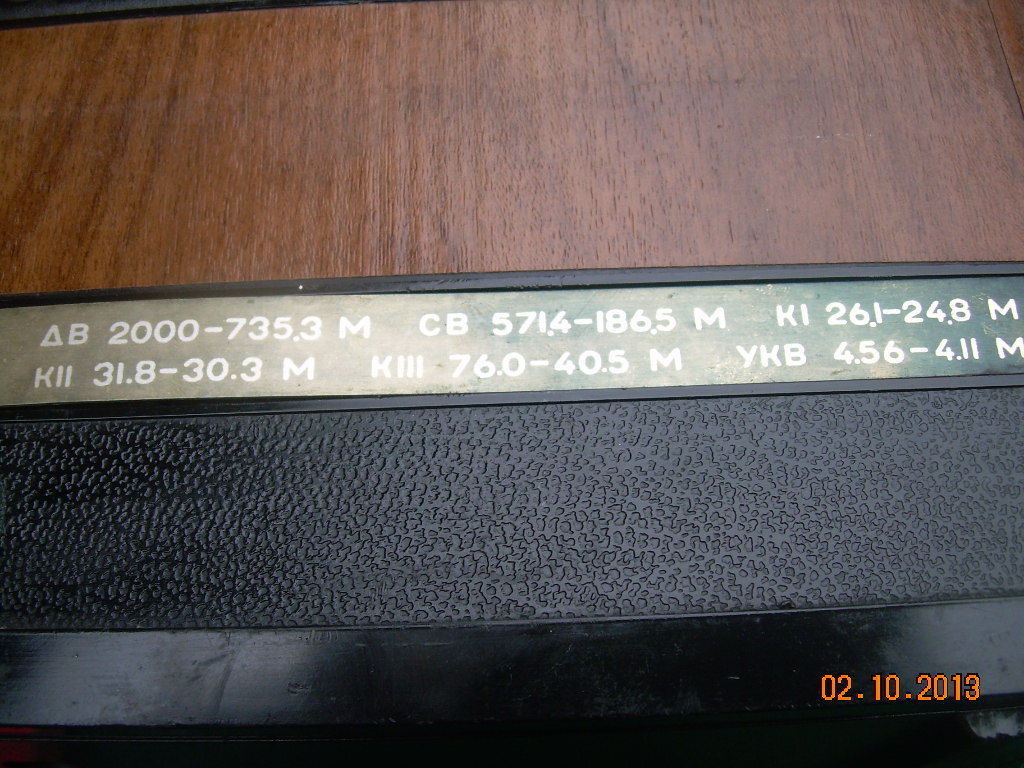 ΔВ 2000-735,3 М СВ 571,4-186,5 М КI 26,1-24,8 М
КII 31.8-30.3 М КIII 76.0-40.5 М УКВ 4.56-4.11 М
02.10.2013